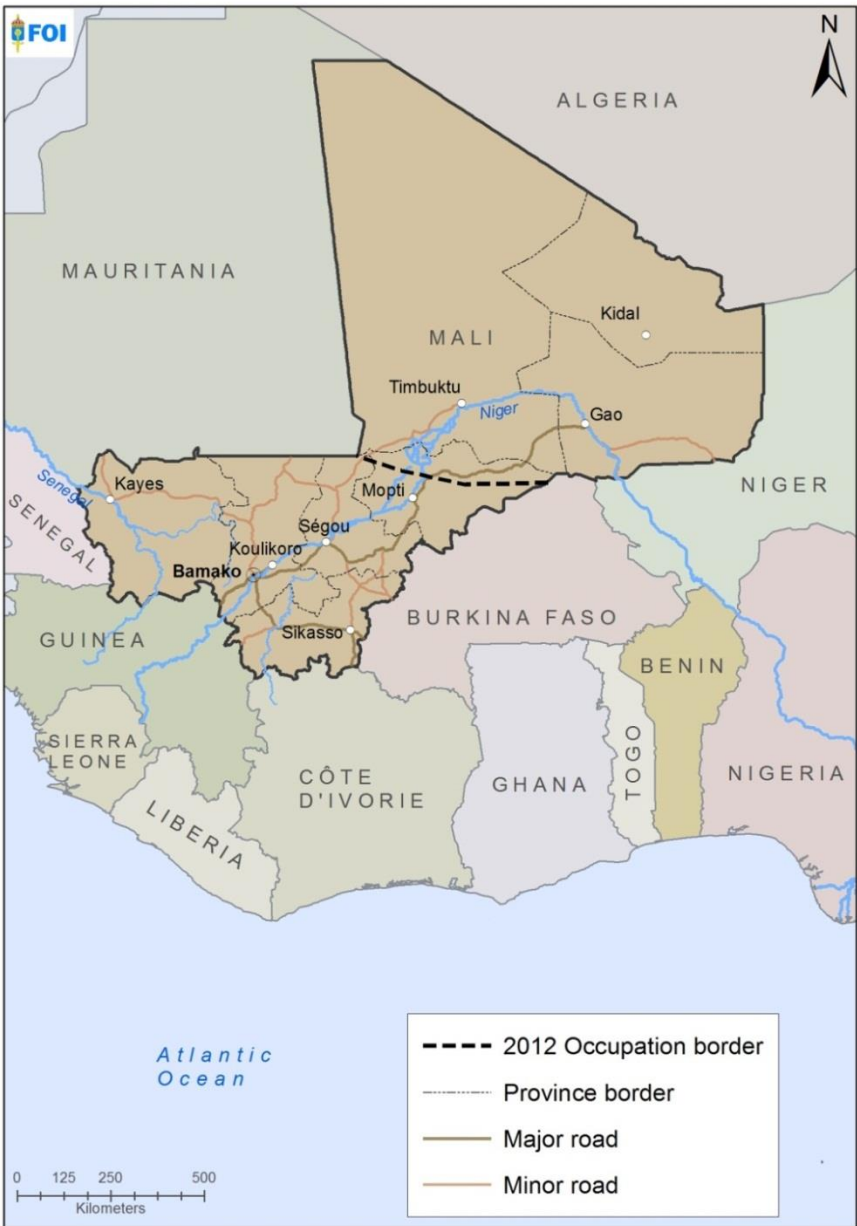 FOI
N
ALGERIA
MAURITANIA
Kidal
MALI
Timbuktu
Niger
Gao
Senegal
Kayes
Mopti
NIGER
SENEGAL
Ségou
Koulikoro
Bamako
BURKINA FASO
Sikasso
GUINEA
BENIN
SIERRA
LEONE
CÔTE
D'IVORIE
GHANA
TOGO
NIGERIA
LIBERIA
Atlantic
Ocean
2012 Occupation border
Province border
Major road
Minor road
0 125 250 500
Kilometers